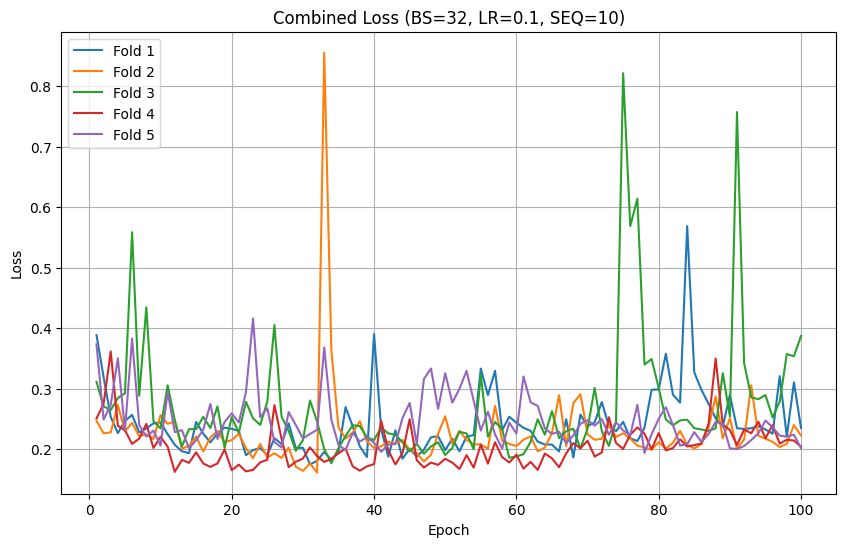 Combined Loss (BS=32, LR=0.1, SEQ=10)
Fold 1
Fold 2
Fold 3
Fold 4
Fold 5
Loss
0.8
0.7
0.6
0.5
0.4
0.3
0.2
0 20 40 60 80 100
Epoch